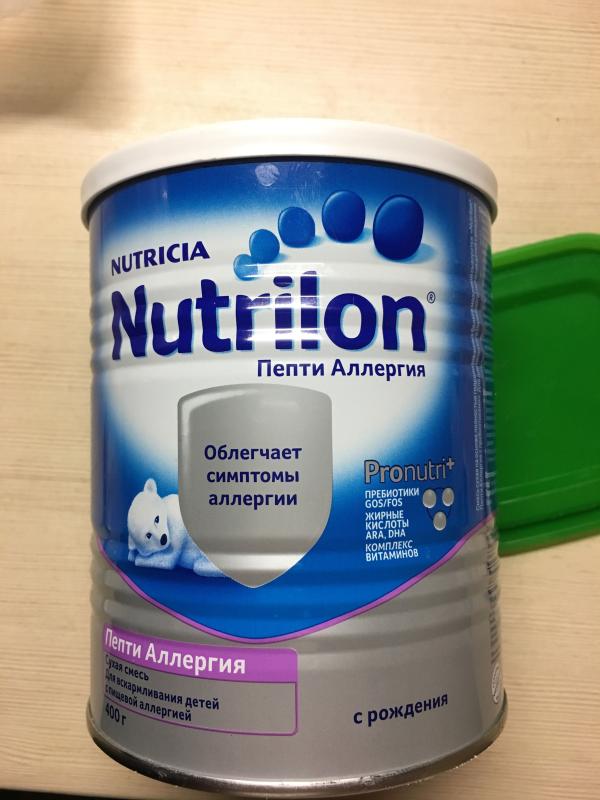 NUTRICIA
Nutrilon®
Пепти Аллергия
Облегчает
симптомы
аллергии
Pronutri+
ПРЕБИОТИКИ
GOS/FOS
ЖИРНЫЕ
КИСЛОТЫ
ARA, DHA
КОМПЛЕКС
ВИТАМИНОВ
Пепти Аллергия
Сухая смесь
Для вскармливания детей
с пищевой аллергией
400 г
с рождения